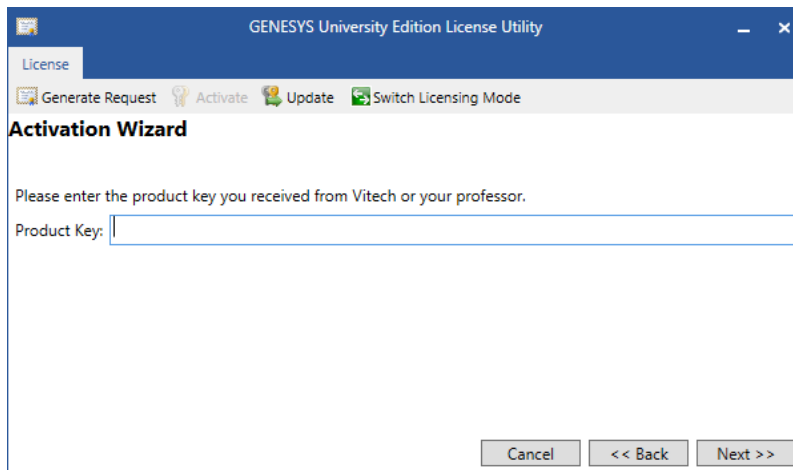 GENESYS University Edition License Utility
License
Generate Request Activate Update Switch Licensing Mode
Activation Wizard
Please enter the product key you received from Vitech or your professor.
Product Key:
Cancel << Back Next >>